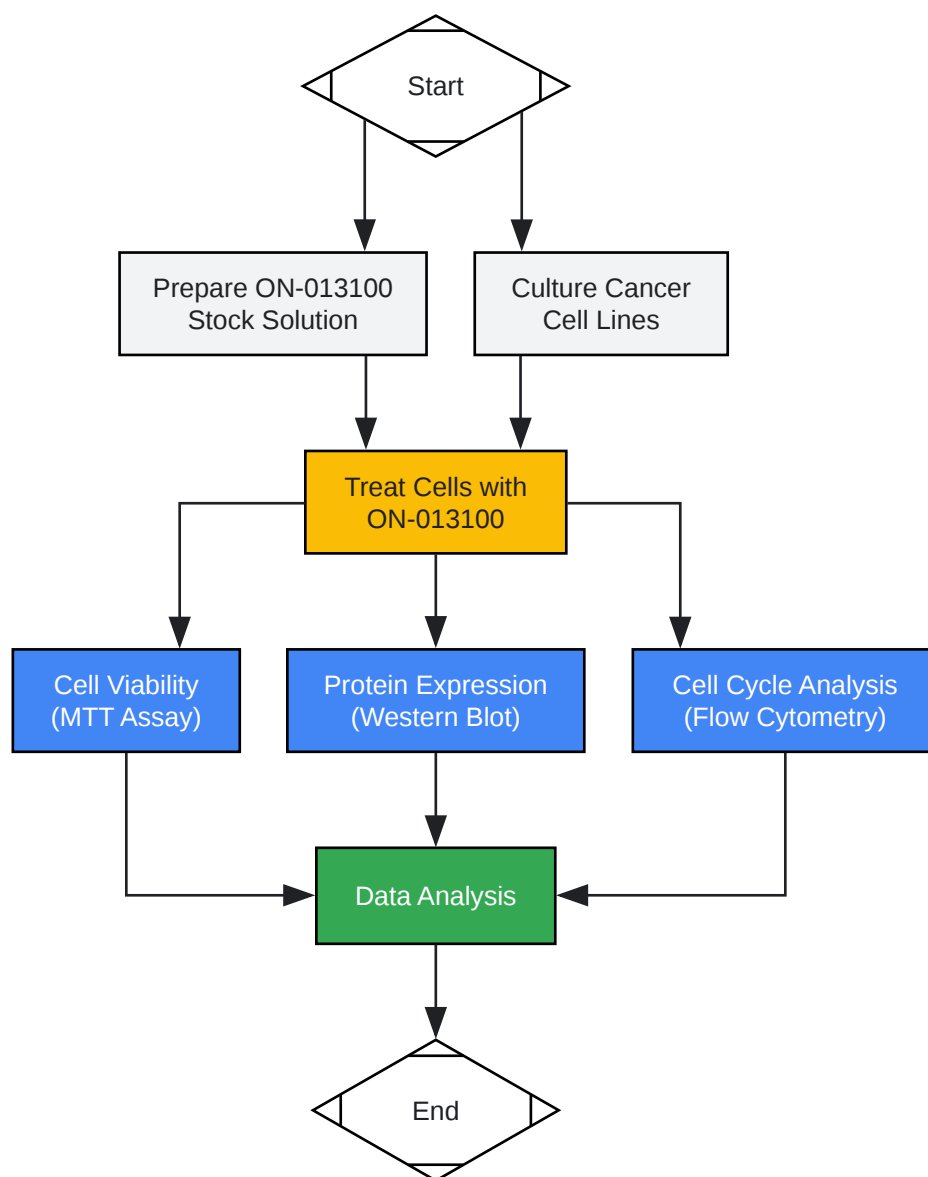 Start
Prepare ON-013100
Stock Solution
Culture Cancer
Cell Lines
Treat Cells with
ON-013100
Cell Viability
(MTT Assay)
Protein Expression
(Western Blot)
Cell Cycle Analysis
(Flow Cytometry)
Data Analysis
End